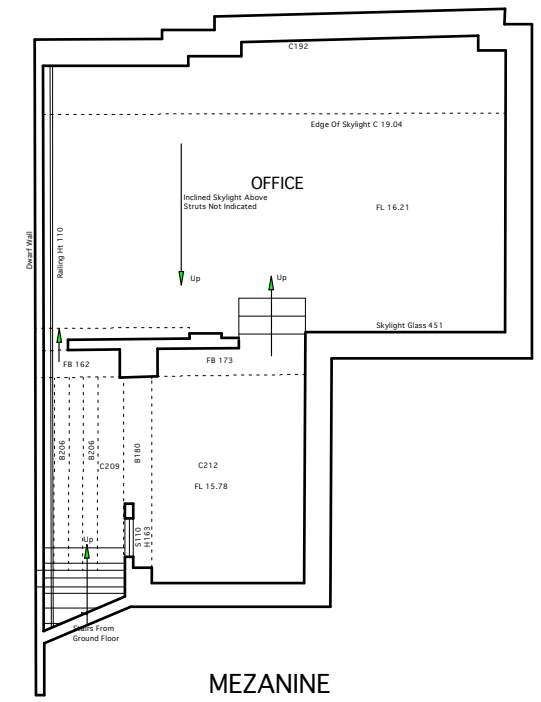 C192
Edge Of Skylight C 19.04
OFFICE
Inclined Skylight Above
Struts Not Indicated
FL 16.21
Dwarf Wall
Railing Ht 110
Up
Up
Skylight Glass 451
FB 162
FB 173
B206
B206
C209
B180
C212
FL 15.78
S110
H163
Up
Stairs From
Ground Floor
MEZANINE